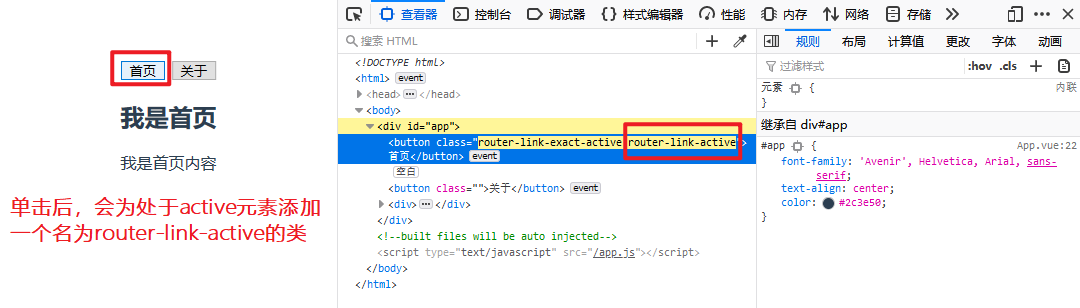 首页 关于
我是首页
我是首页内容
单击后，会为处于active元素添加
一个名为router-link-active的类
查看器 控制台 调试器 样式编辑器 性能 内存 网络 存储
搜索 HTML
<!DOCTYPE html>
<html> event
<head> ••• </head>
<body>
<div id="app">
<button class="router-link-exact-active router-link-active">
首页</button> event
空白
<button class="">关于</button> event
<div> ••• </div>
</div>
<!--built files will be auto injected-->
<script type="text/javascript" src="/app.js"></script>
</body>
</html>
规则 布局 计算值 更改 字体 动画
过滤样式 :hov .cls
元素 { 内联
}
继承自 div#app
#app { App.vue:22
font-family: 'Avenir', Helvetica, Arial, sans-
serif;
text-align: center;
color: #2c3e50;
}